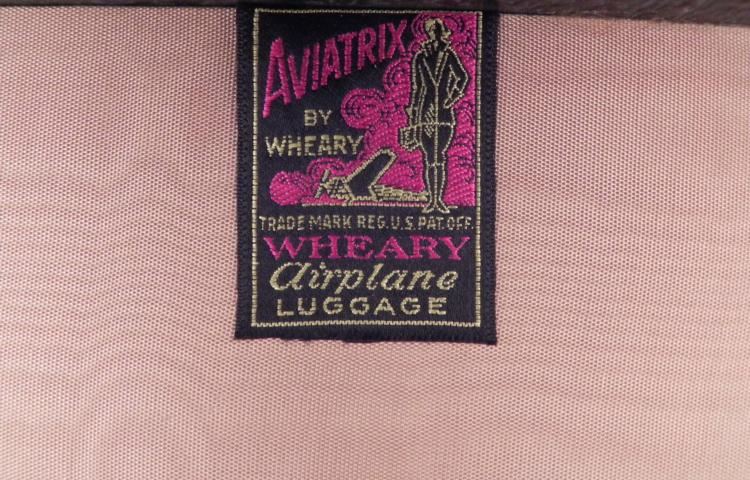 AVIATRIX
BY
WHEARY
TRADE MARK REG. U.S. PAT. OFF.
WHEARY
Airplane
LUGGAGE